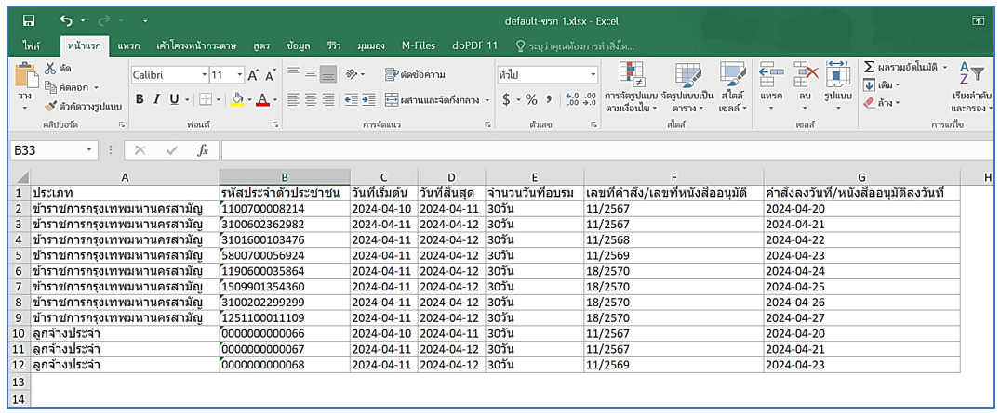 default-ขรก 1.xlsx - Excel
ไฟล์ หน้าแรก แทรก เค้าโครงหน้ากระดาษ สูตร ข้อมูล รีวิว มุมมอง M-Files doPDF 11 ระบุว่าคุณต้องการทำสิ่งใด...
วาง ตัด คัดลอก ตัวคัดวางรูปแบบ คลิปบอร์ด
Calibri 11 A A B I U A ฟอนต์
ตัดข้อความ ผสานและจัดกึ่งกลาง การจัดแนว
ทั่วไป $ % , .00 .0 ตัวเลข
การจัดรูปแบบตามเงื่อนไข จัดรูปแบบเป็นตาราง สไตล์เซลล์ สไตล์
แทรก ลบ รูปแบบ เซลล์
ผลรวมอัตโนมัติ เติม ล้าง เรียงลำดับและกรอง การแก้ไข
B33 fx
A B C D E F G H
1 ประเภท รหัสประจำตัวประชาชน วันที่เริ่มต้น วันที่สิ้นสุด จำนวนวันที่อบรม เลขที่คำสั่ง/เลขที่หนังสืออนุมัติ คำสั่งลงวันที่/หนังสืออนุมัติลงวันที่
2 ข้าราชการกรุงเทพมหานครสามัญ 1100700008214 2024-04-10 2024-04-11 30วัน 11/2567 2024-04-20
3 ข้าราชการกรุงเทพมหานครสามัญ 3100602362982 2024-04-11 2024-04-12 30วัน 11/2567 2024-04-21
4 ข้าราชการกรุงเทพมหานครสามัญ 3101600103476 2024-04-11 2024-04-12 30วัน 11/2568 2024-04-22
5 ข้าราชการกรุงเทพมหานครสามัญ 5800700056924 2024-04-11 2024-04-12 30วัน 11/2569 2024-04-23
6 ข้าราชการกรุงเทพมหานครสามัญ 1190600035864 2024-04-11 2024-04-12 30วัน 18/2570 2024-04-24
7 ข้าราชการกรุงเทพมหานครสามัญ 1509901354360 2024-04-11 2024-04-12 30วัน 18/2570 2024-04-25
8 ข้าราชการกรุงเทพมหานครสามัญ 3100202299299 2024-04-11 2024-04-12 30วัน 18/2570 2024-04-26
9 ข้าราชการกรุงเทพมหานครสามัญ 1251100011109 2024-04-11 2024-04-12 30วัน 18/2570 2024-04-27
10 ลูกจ้างประจำ 0000000000066 2024-04-10 2024-04-11 30วัน 11/2567 2024-04-20
11 ลูกจ้างประจำ 0000000000067 2024-04-11 2024-04-12 30วัน 11/2567 2024-04-21
12 ลูกจ้างประจำ 0000000000068 2024-04-11 2024-04-12 30วัน 11/2569 2024-04-23
13
14